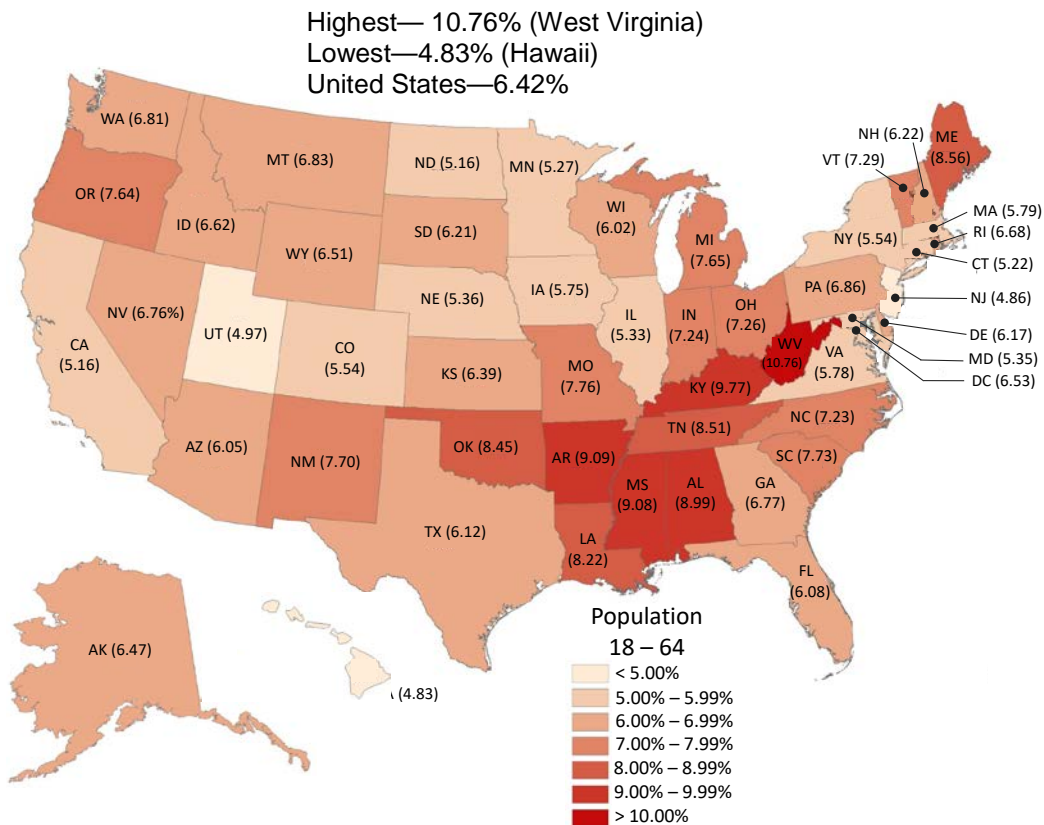 Highest— 10.76% (West Virginia)
Lowest—4.83% (Hawaii)
United States—6.42%
WA (6.81)
MT (6.83)
ND (5.16)
MN (5.27)
NH (6.22)
ME
(8.56)
VT (7.29)
OR (7.64)
ID (6.62)
WY (6.51)
SD (6.21)
WI
(6.02)
MI
(7.65)
NY (5.54)
MA (5.79)
RI (6.68)
CT (5.22)
NJ (4.86)
DE (6.17)
MD (5.35)
DC (6.53)
PA (6.86)
NV (6.76%)
UT (4.97)
CA
(5.16)
CO
(5.54)
NE (5.36)
IA (5.75)
IL
(5.33)
IN
(7.24)
OH
(7.26)
WV
(10.76)
VA
(5.78)
KS (6.39)
MO
(7.76)
KY (9.77)
NC (7.23)
TN (8.51)
SC (7.73)
AZ (6.05)
NM (7.70)
OK (8.45)
AR (9.09)
MS
(9.08)
AL
(8.99)
GA
(6.77)
TX (6.12)
LA
(8.22)
FL
(6.08)
AK (6.47)
(4.83)
Population
18 – 64
< 5.00%
5.00% – 5.99%
6.00% – 6.99%
7.00% – 7.99%
8.00% – 8.99%
9.00% – 9.99%
> 10.00%